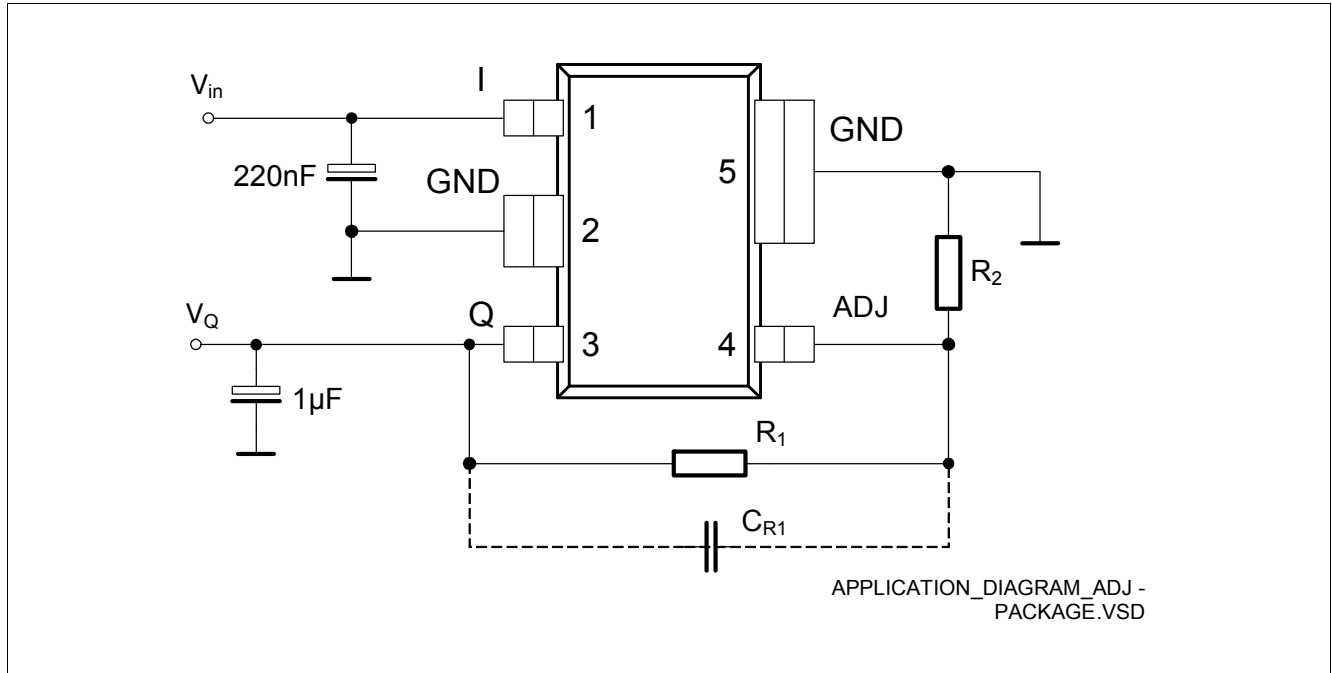 I
V_in
1
GND
220nF
GND
5
2
R_2
V_Q
Q
ADJ
3
4
1µF
R_1
C_R1
APPLICATION_DIAGRAM_ADJ -
PACKAGE.VSD